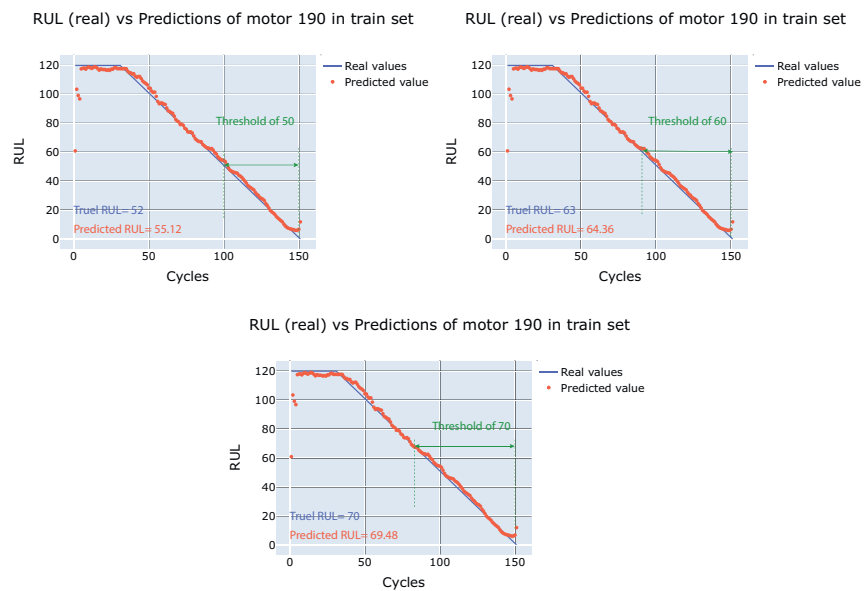 RUL (real) vs Predictions of motor 190 in train set
RUL (real) vs Predictions of motor 190 in train set
120
100
80
60
40
20
0
RUL
50
100
150
Cycles
Real values
Predicted value
Threshold of 50
Truel RUL= 52
Predicted RUL= 55.12
120
100
80
60
40
20
0
RUL
0
50
100
150
Cycles
Real values
Predicted value
Threshold of 60
Truel RUL= 63
Predicted RUL= 64.36
RUL (real) vs Predictions of motor 190 in train set
120
100
80
60
40
20
0
RUL
0
50
100
150
Cycles
Real values
Predicted value
Threshold of 70
Truel RUL= 70
Predicted RUL= 69.48